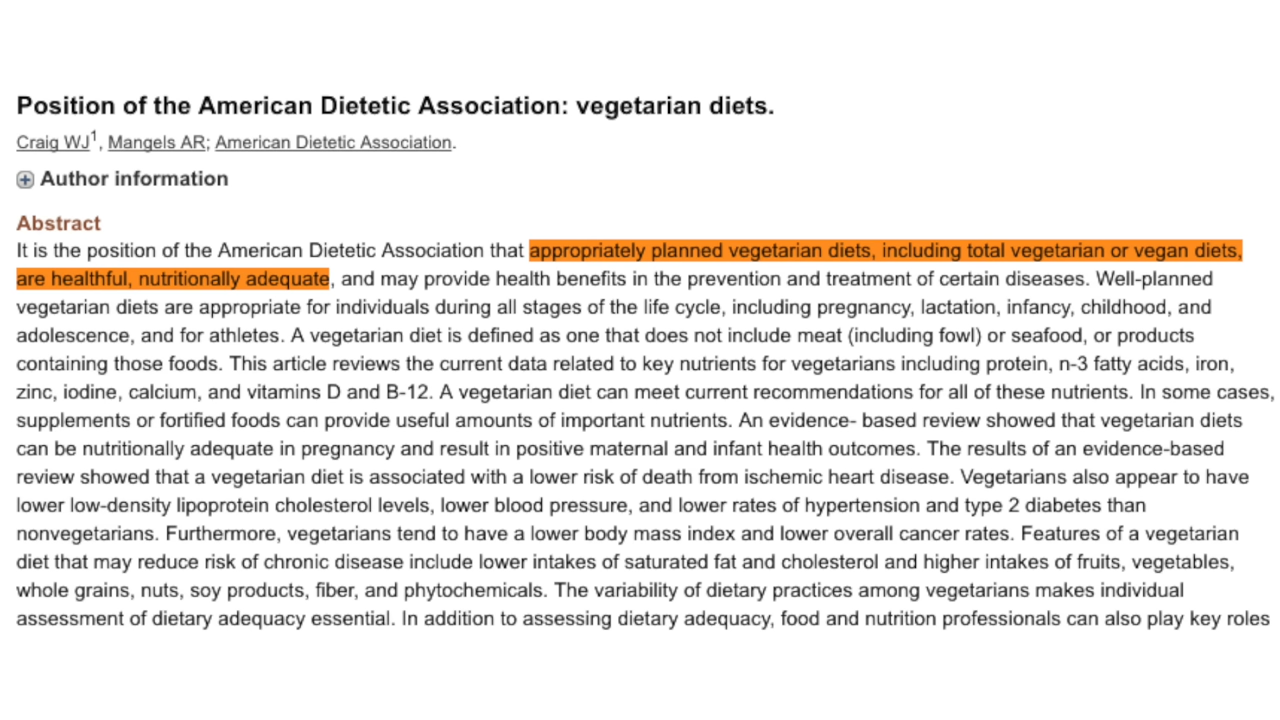 Position of the American Dietetic Association: vegetarian diets.
Craig WJ1, Mangels AR; American Dietetic Association.
Author information
Abstract
It is the position of the American Dietetic Association that appropriately planned vegetarian diets, including total vegetarian or vegan diets,
are healthful, nutritionally adequate, and may provide health benefits in the prevention and treatment of certain diseases. Well-planned
vegetarian diets are appropriate for individuals during all stages of the life cycle, including pregnancy, lactation, infancy, childhood, and
adolescence, and for athletes. A vegetarian diet is defined as one that does not include meat (including fowl) or seafood, or products
containing those foods. This article reviews the current data related to key nutrients for vegetarians including protein, n-3 fatty acids, iron,
zinc, iodine, calcium, and vitamins D and B-12. A vegetarian diet can meet current recommendations for all of these nutrients. In some cases,
supplements or fortified foods can provide useful amounts of important nutrients. An evidence- based review showed that vegetarian diets
can be nutritionally adequate in pregnancy and result in positive maternal and infant health outcomes. The results of an evidence-based
review showed that a vegetarian diet is associated with a lower risk of death from ischemic heart disease. Vegetarians also appear to have
lower low-density lipoprotein cholesterol levels, lower blood pressure, and lower rates of hypertension and type 2 diabetes than
nonvegetarians. Furthermore, vegetarians tend to have a lower body mass index and lower overall cancer rates. Features of a vegetarian
diet that may reduce risk of chronic disease include lower intakes of saturated fat and cholesterol and higher intakes of fruits, vegetables,
whole grains, nuts, soy products, fiber, and phytochemicals. The variability of dietary practices among vegetarians makes individual
assessment of dietary adequacy essential. In addition to assessing dietary adequacy, food and nutrition professionals can also play key roles